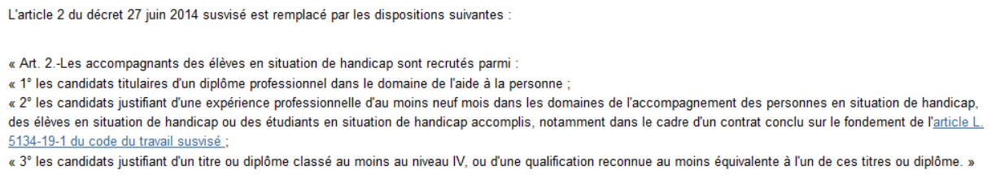 L'article 2 du décret 27 juin 2014 susvisé est remplacé par les dispositions suivantes :
« Art. 2.-Les accompagnants des élèves en situation de handicap sont recrutés parmi :
« 1° les candidats titulaires d'un diplôme professionnel dans le domaine de l'aide à la personne ;
« 2° les candidats justifiant d'une expérience professionnelle d'au moins neuf mois dans les domaines de l'accompagnement des personnes en situation de handicap,
des élèves en situation de handicap ou des étudiants en situation de handicap accomplis, notamment dans le cadre d'un contrat conclu sur le fondement de l'article L.
5134-19-1 du code du travail susvisé ;
« 3° les candidats justifiant d'un titre ou diplôme classé au moins au niveau IV, ou d'une qualification reconnue au moins équivalente à l'un de ces titres ou diplôme. »